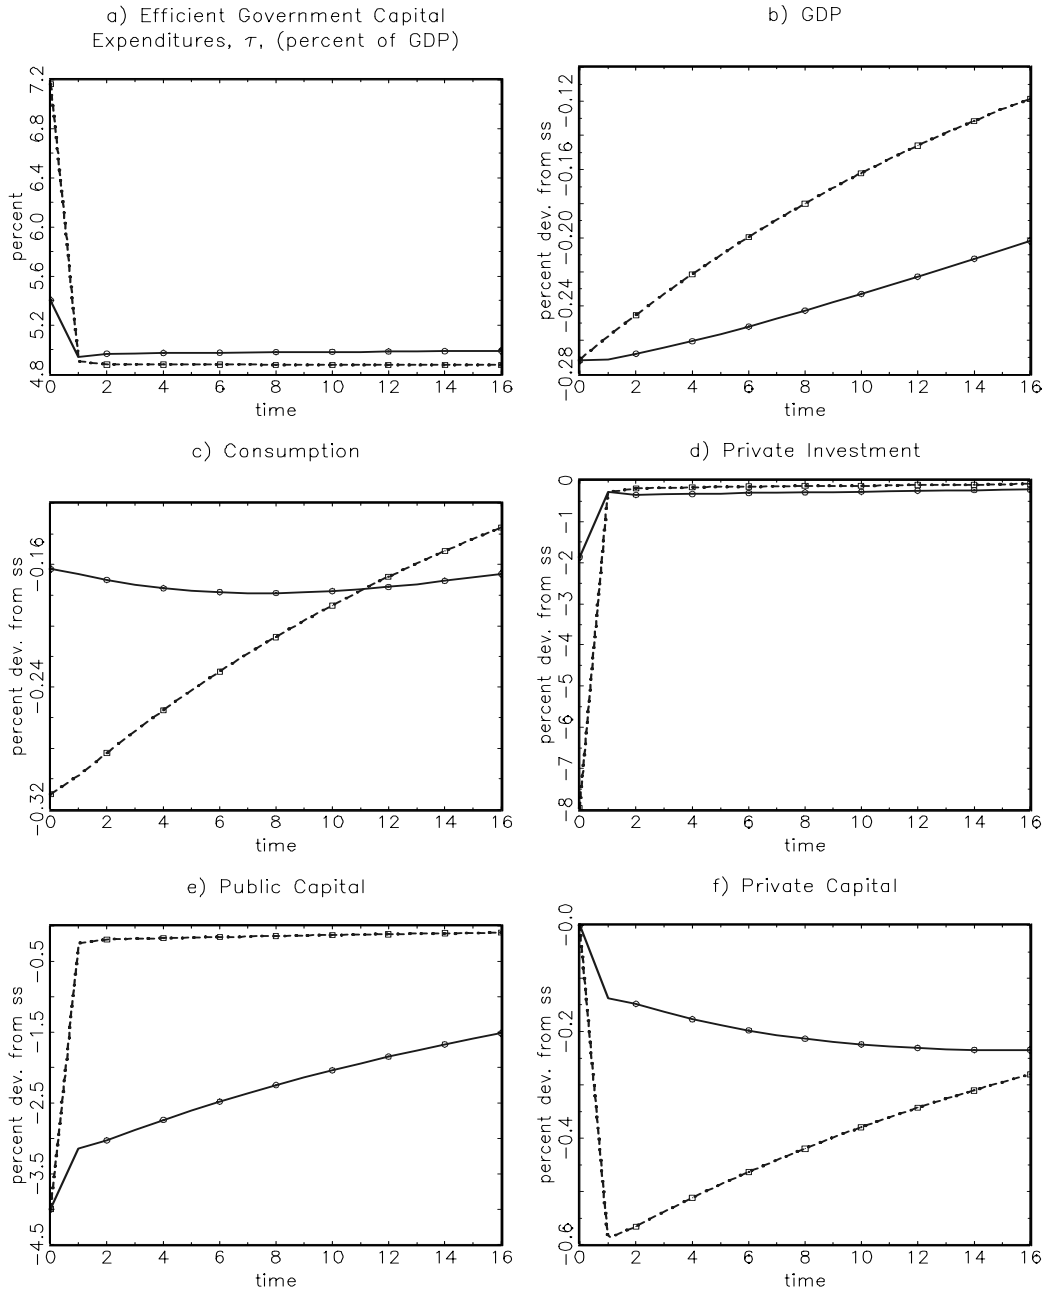 a) Efficient Government Capital
Expenditures, τ, (percent of GDP)
percent
7.2
6.8
6.4
6.0
5.6
5.2
4.8
0 2 4 6 8 10 12 14 16
time
b) GDP
percent dev. from ss
-0.12
-0.16
-0.20
-0.24
-0.28
0 2 4 6 8 10 12 14 16
time
c) Consumption
percent dev. from ss
-0.16
-0.24
-0.32
0 2 4 6 8 10 12 14 16
time
d) Private Investment
percent dev. from ss
0
-1
-2
-3
-4
-5
-6
-7
-8
0 2 4 6 8 10 12 14 16
time
e) Public Capital
percent dev. from ss
-0.5
-1.5
-2.5
-3.5
-4.5
0 2 4 6 8 10 12 14 16
time
f) Private Capital
percent dev. from ss
-0.0
-0.2
-0.4
-0.6
0 2 4 6 8 10 12 14 16
time